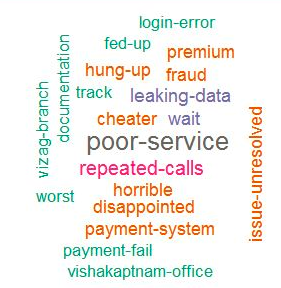 login-error
fed-up
premium
documentation
hung-up
fraud
track
leaking-data
vizag-branch
cheater
wait
issue-unresolved
poor-service
repeated-calls
worst
horrible
disappointed
payment-system
payment-fail
vishakaptnam-office